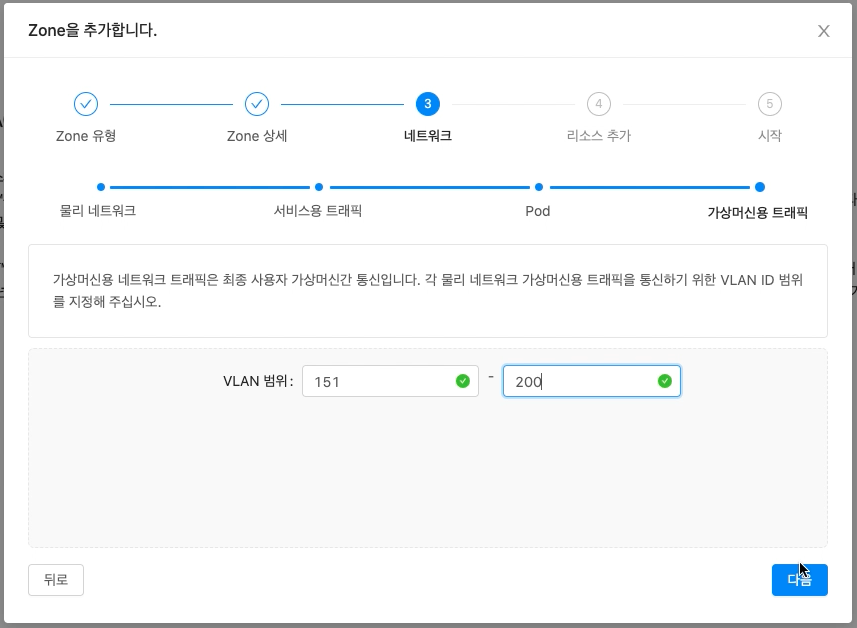 Zone을 추가합니다.
3
4
5
Zone 유형
Zone 상세
네트워크
리소스 추가
시작
물리 네트워크
서비스용 트래픽
Pod
가상머신용 트래픽
가상머신용 네트워크 트래픽은 최종 사용자 가상머신간 통신입니다. 각 물리 네트워크 가상머신용 트래픽을 통신하기 위한 VLAN ID 범위
를 지정해 주십시오.
VLAN 범위: 151 - 200
뒤로
다음